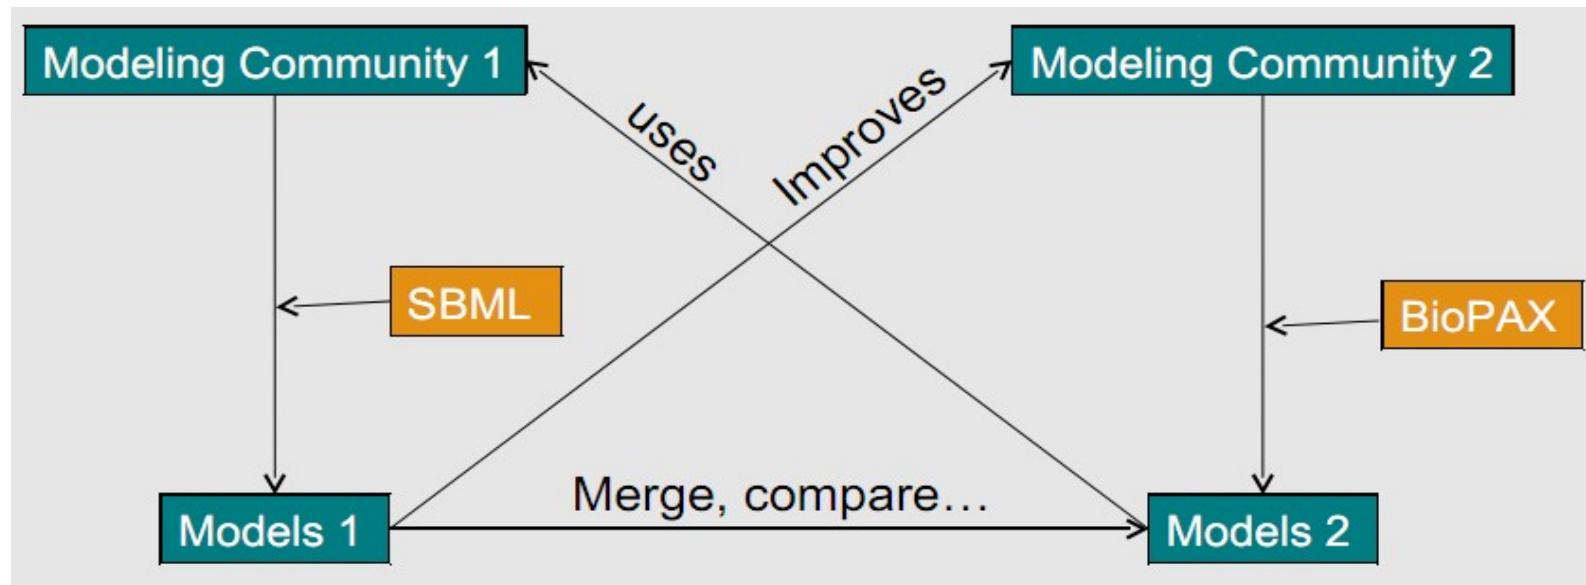 Modeling Community 1
Modeling Community 2
uses
Improves
SBML
BioPAX
Merge, compare…
Models 1
Models 2